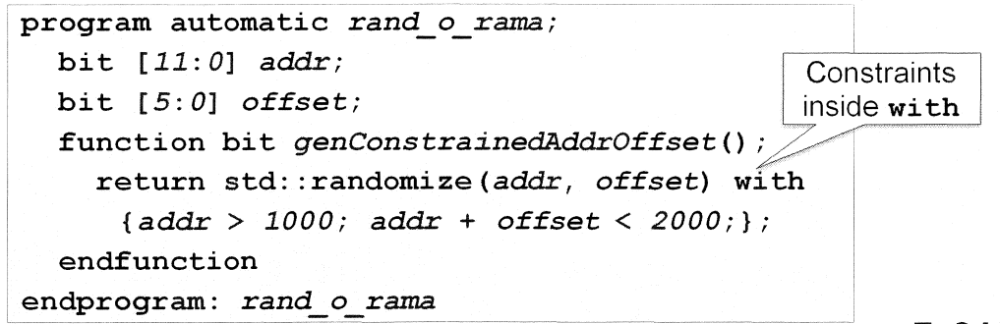 program automatic rand_o_rama;
bit [11:0] addr;
bit [5:0] offset;
function bit genConstrainedAddrOffset();
return std::randomize(addr, offset) with
{addr > 1000; addr + offset < 2000;};
endfunction
endprogram: rand_o_rama
Constraints
inside with